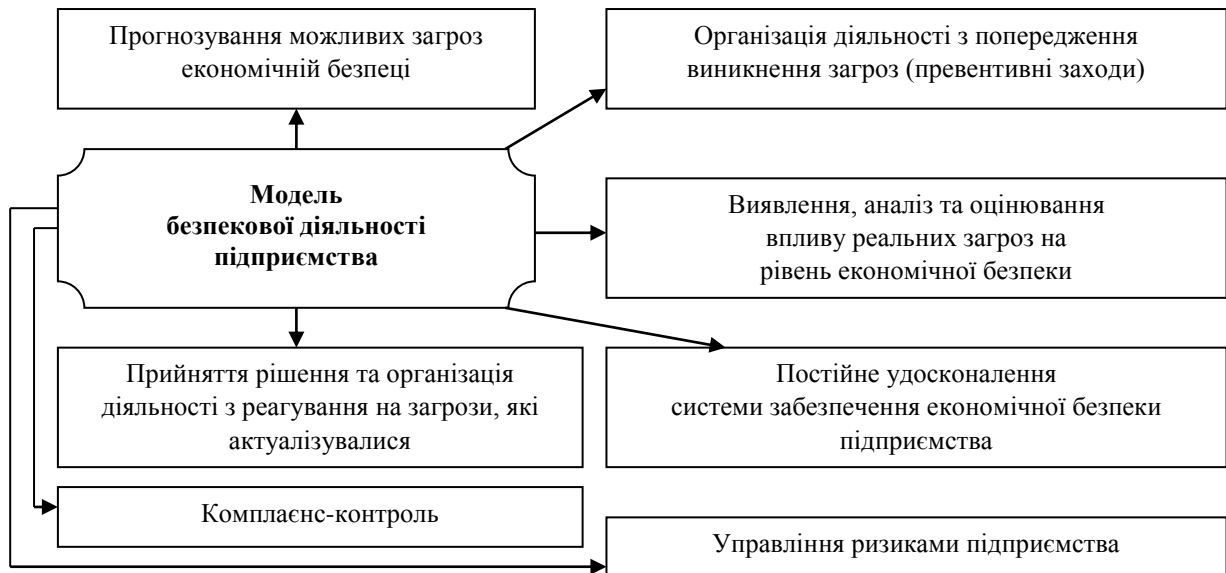 Прогнозування можливих загроз
економічній безпеці
Організація діяльності з попередження
виникнення загроз (превентивні заходи)
Модель
безпекової діяльності
підприємства
Виявлення, аналіз та оцінювання
впливу реальних загроз на
рівень економічної безпеки
Прийняття рішення та організація
діяльності з реагування на загрози, які
актуалізувалися
Постійне удосконалення
системи забезпечення економічної безпеки
підприємства
Комплаєнс-контроль
Управління ризиками підприємства